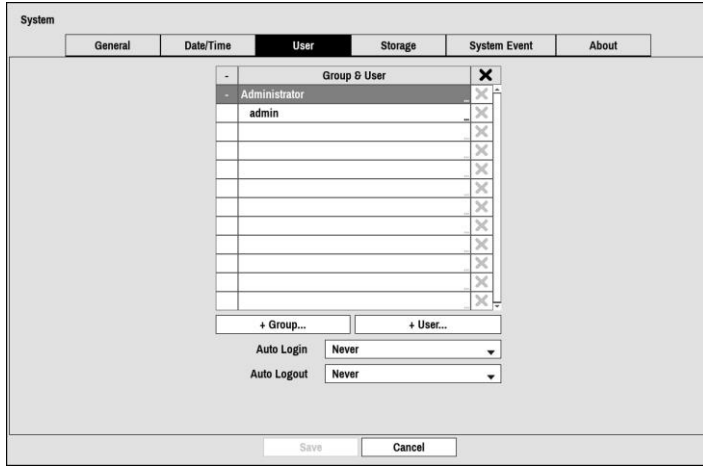 System
General Date/Time User Storage System Event About
- Group & User
- Administrator ...
admin ...
+ Group... + User...
Auto Login Never
Auto Logout Never
Save Cancel